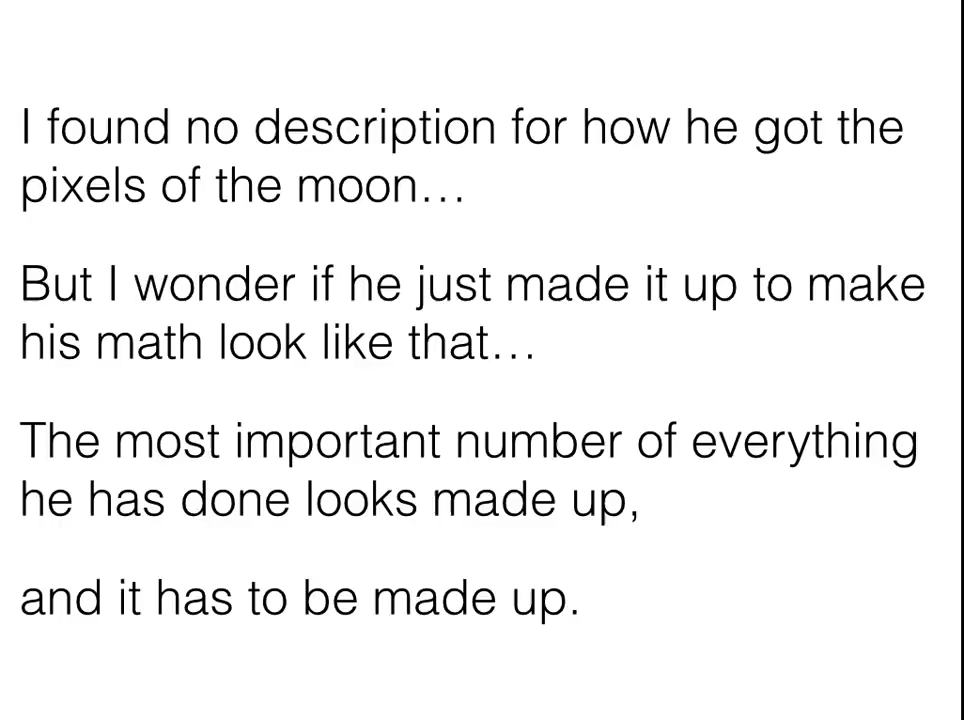 I found no description for how he got the
pixels of the moon…
But I wonder if he just made it up to make
his math look like that…
The most important number of everything
he has done looks made up,
and it has to be made up.